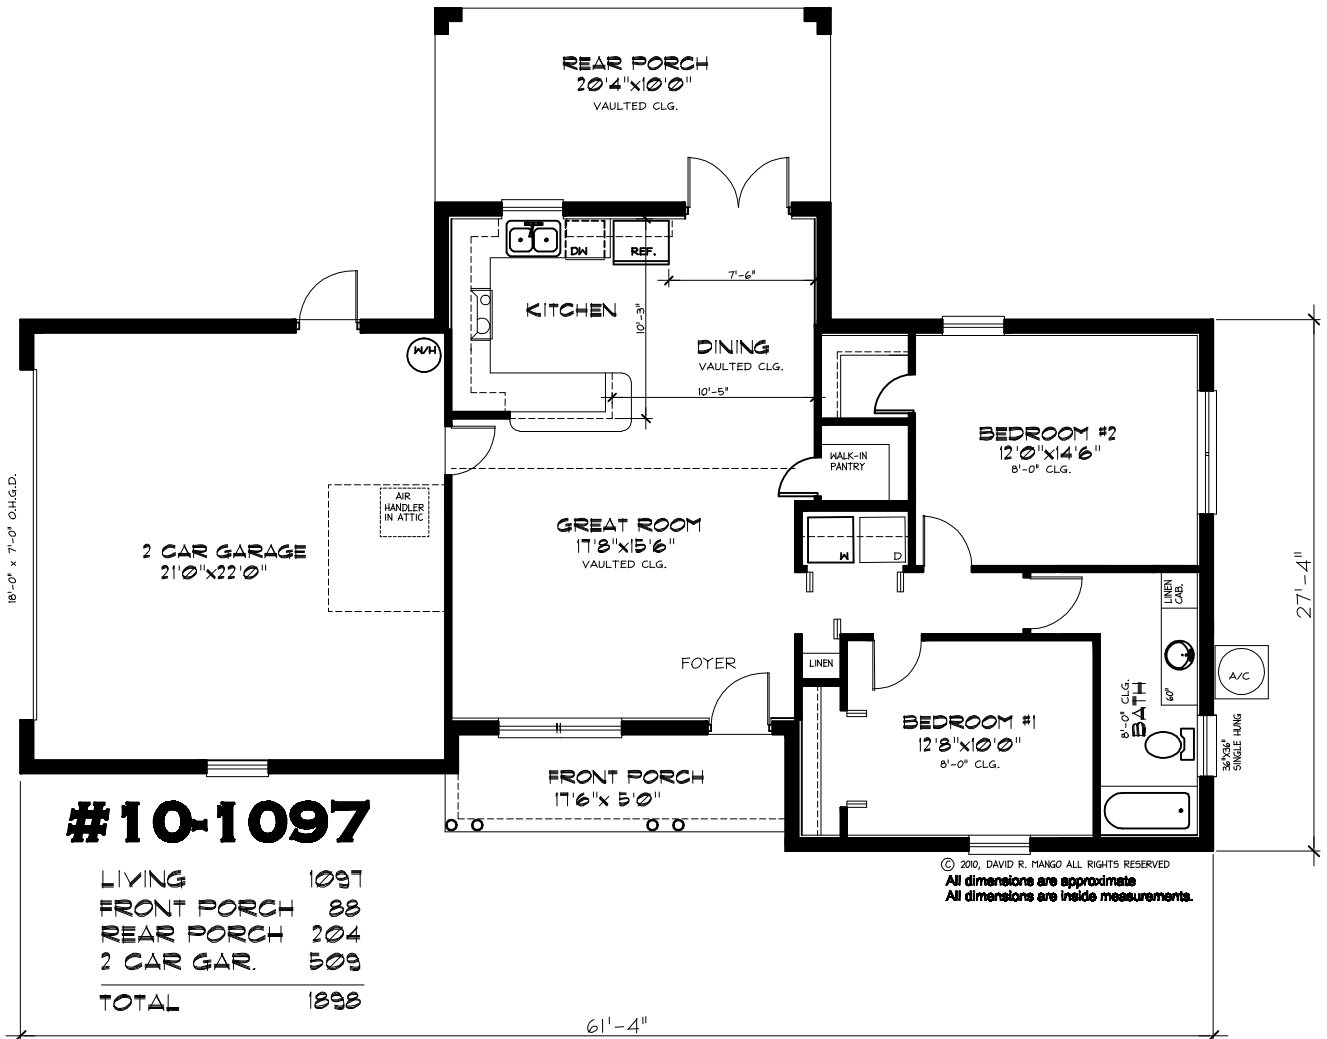 REAR PORCH
20'4"x10'0"
VAULTED CLG.
DW
REF.
7'-6"
KITCHEN
10'-3"
DINING
VAULTED CLG.
10'-5"
W/H
BEDROOM #2
12'0"x14'6"
8'-0" CLG.
WALK-IN
PANTRY
AIR
HANDLER
IN ATTIC
18'-0" x 7'-0" O.H.G.D.
2 CAR GARAGE
21'0"x22'0"
GREAT ROOM
17'8"x15'6"
VAULTED CLG.
W
D
LINEN
CAB.
27'-4"
FOYER
LINEN
60"
A/C
8'-0" CLG.
BATH
BEDROOM #1
12'8"x10'0"
8'-0" CLG.
36"x36"
SINGLE HUNG
FRONT PORCH
17'6"x 5'0"
#10-1097
LIVING 1097
FRONT PORCH 88
REAR PORCH 204
2 CAR GAR. 509
TOTAL 1898
© 2010, DAVID R. MANGO ALL RIGHTS RESERVED
All dimensions are approximate
All dimensions are inside measurements.
61'-4"